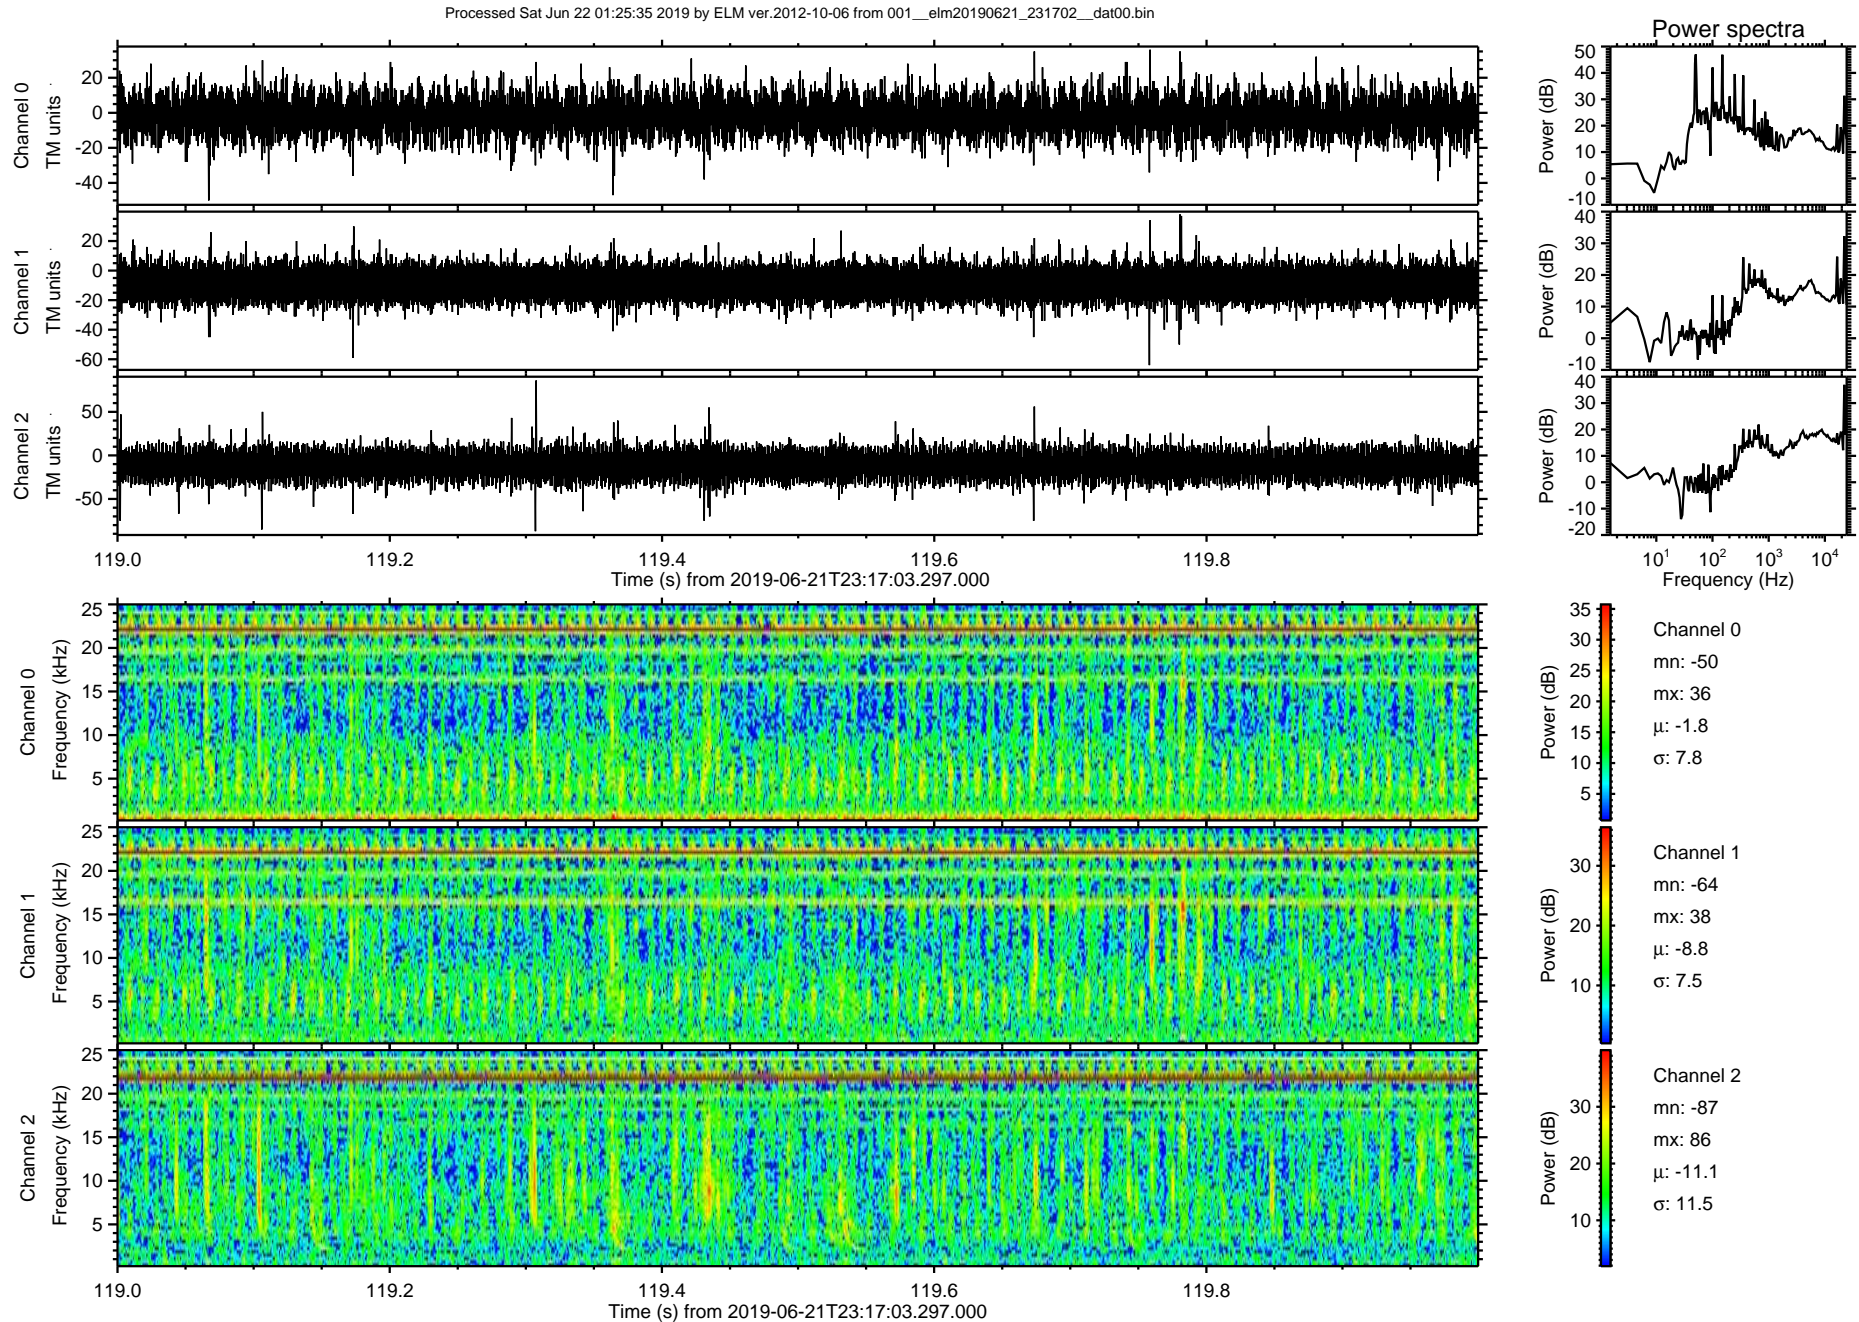 Processed Sat Jun 22 01:25:35 2019 by ELM ver.2012-10-06 from 001__elm20190621_231702__dat00.bin
Power spectra
Channel 0
TM units
20
0
-20
-40
Power (dB)
50
40
30
20
10
0
-10
Channel 1
TM units
20
0
-20
-40
-60
Power (dB)
40
30
20
10
0
-10
Channel 2
TM units
50
0
-50
Power (dB)
40
30
20
10
0
-10
-20
119.0 119.2 119.4 119.6 119.8
Time (s) from 2019-06-21T23:17:03.297.000
10¹ 10² 10³ 10⁴
Frequency (Hz)
Channel 0
Frequency (kHz)
25
20
15
10
5
Power (dB)
35
30
25
20
15
10
5
Channel 0
mn: -50
mx: 36
μ: -1.8
σ: 7.8
Channel 1
Frequency (kHz)
25
20
15
10
5
Power (dB)
30
20
10
Channel 1
mn: -64
mx: 38
μ: -8.8
σ: 7.5
Channel 2
Frequency (kHz)
25
20
15
10
5
Power (dB)
30
20
10
Channel 2
mn: -87
mx: 86
μ: -11.1
σ: 11.5
119.0 119.2 119.4 119.6 119.8
Time (s) from 2019-06-21T23:17:03.297.000